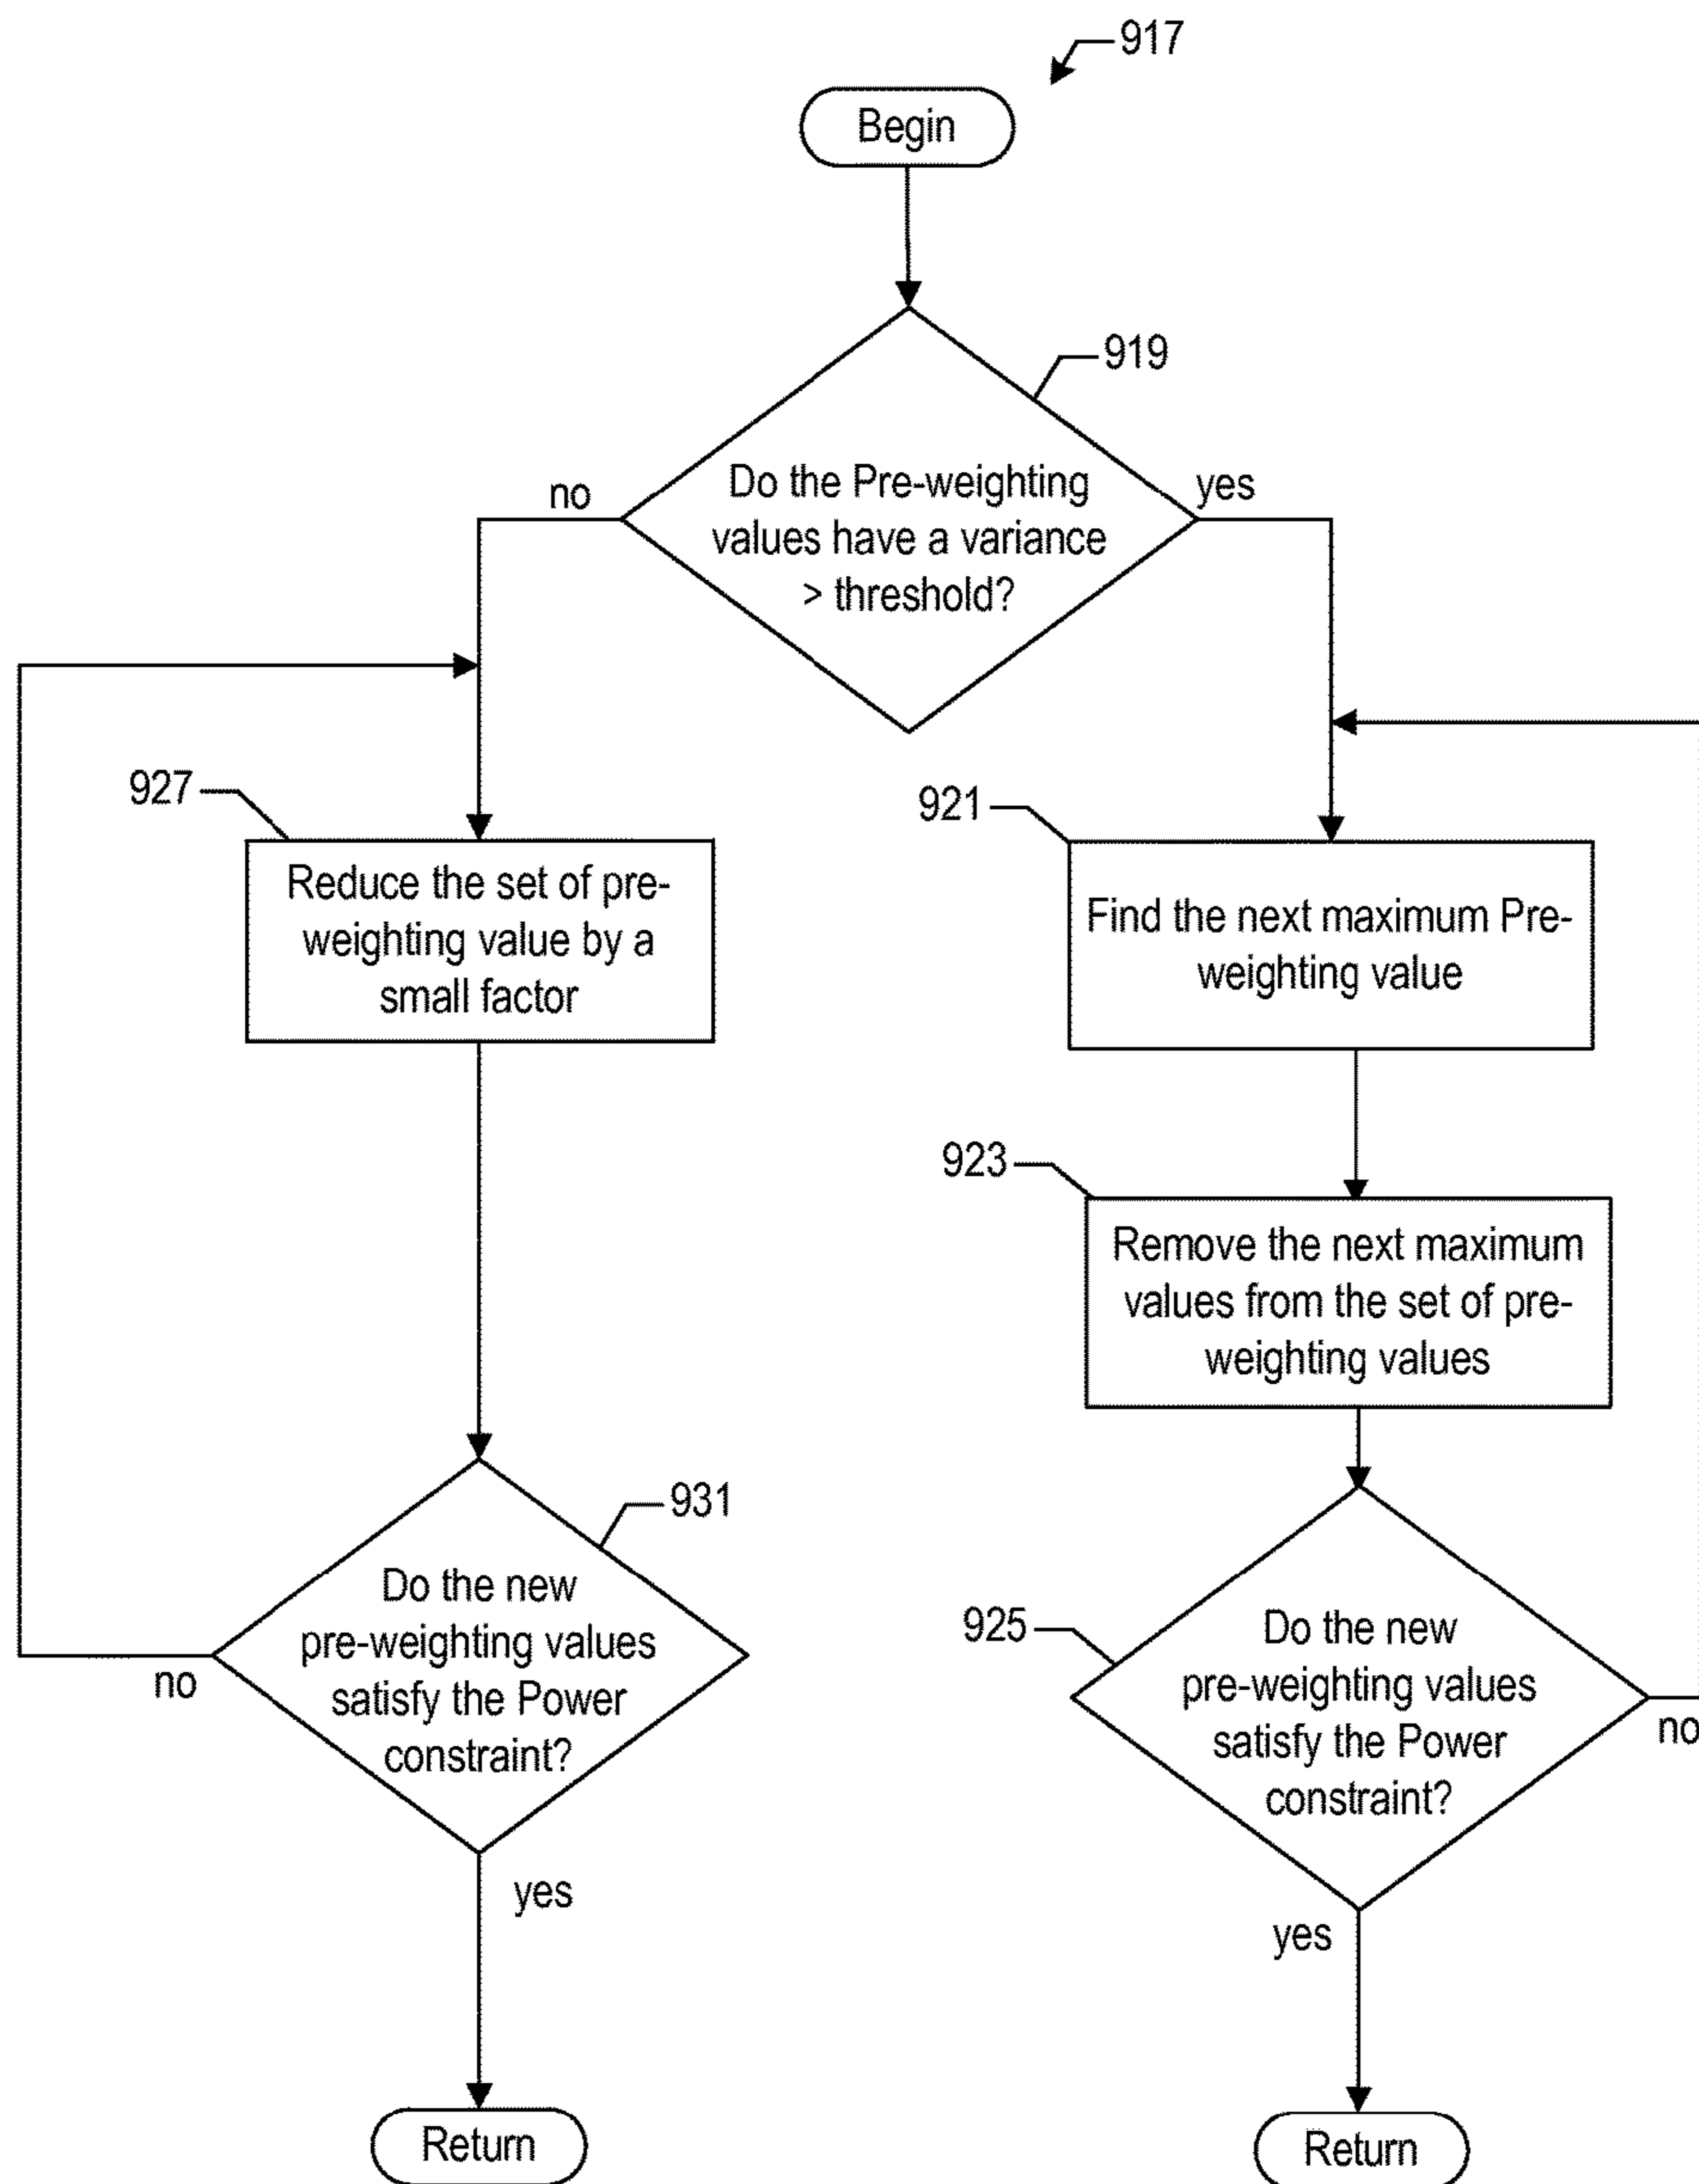 917
Begin
919
Do the Pre-weighting
values have a variance
> threshold?
no
yes
927
Reduce the set of pre-
weighting value by a
small factor
921
Find the next maximum Pre-
weighting value
923
Remove the next maximum
values from the set of pre-
weighting values
931
Do the new
pre-weighting values
satisfy the Power
constraint?
no
yes
925
Do the new
pre-weighting values
satisfy the Power
constraint?
no
yes
Return
Return